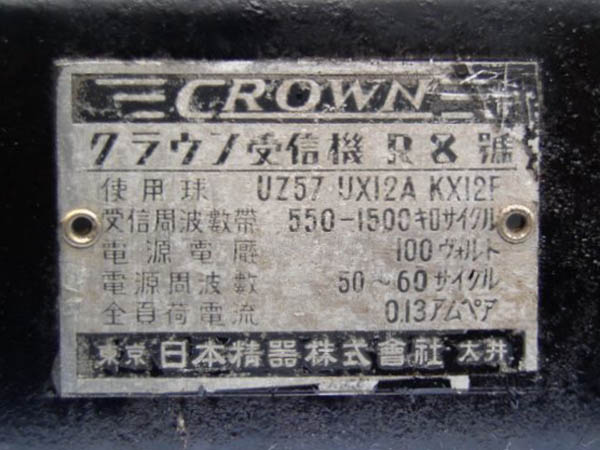 CROWN
クラウン受信機 R8號
使用球 UZ57 UX12A KX12F
受信周波數帶 550-1500キロサイクル
電源電壓 100ヴォルト
電源周波數 50~60サイクル
全負荷電流 0.13アムペア
東京 日本精器株式會社 大井